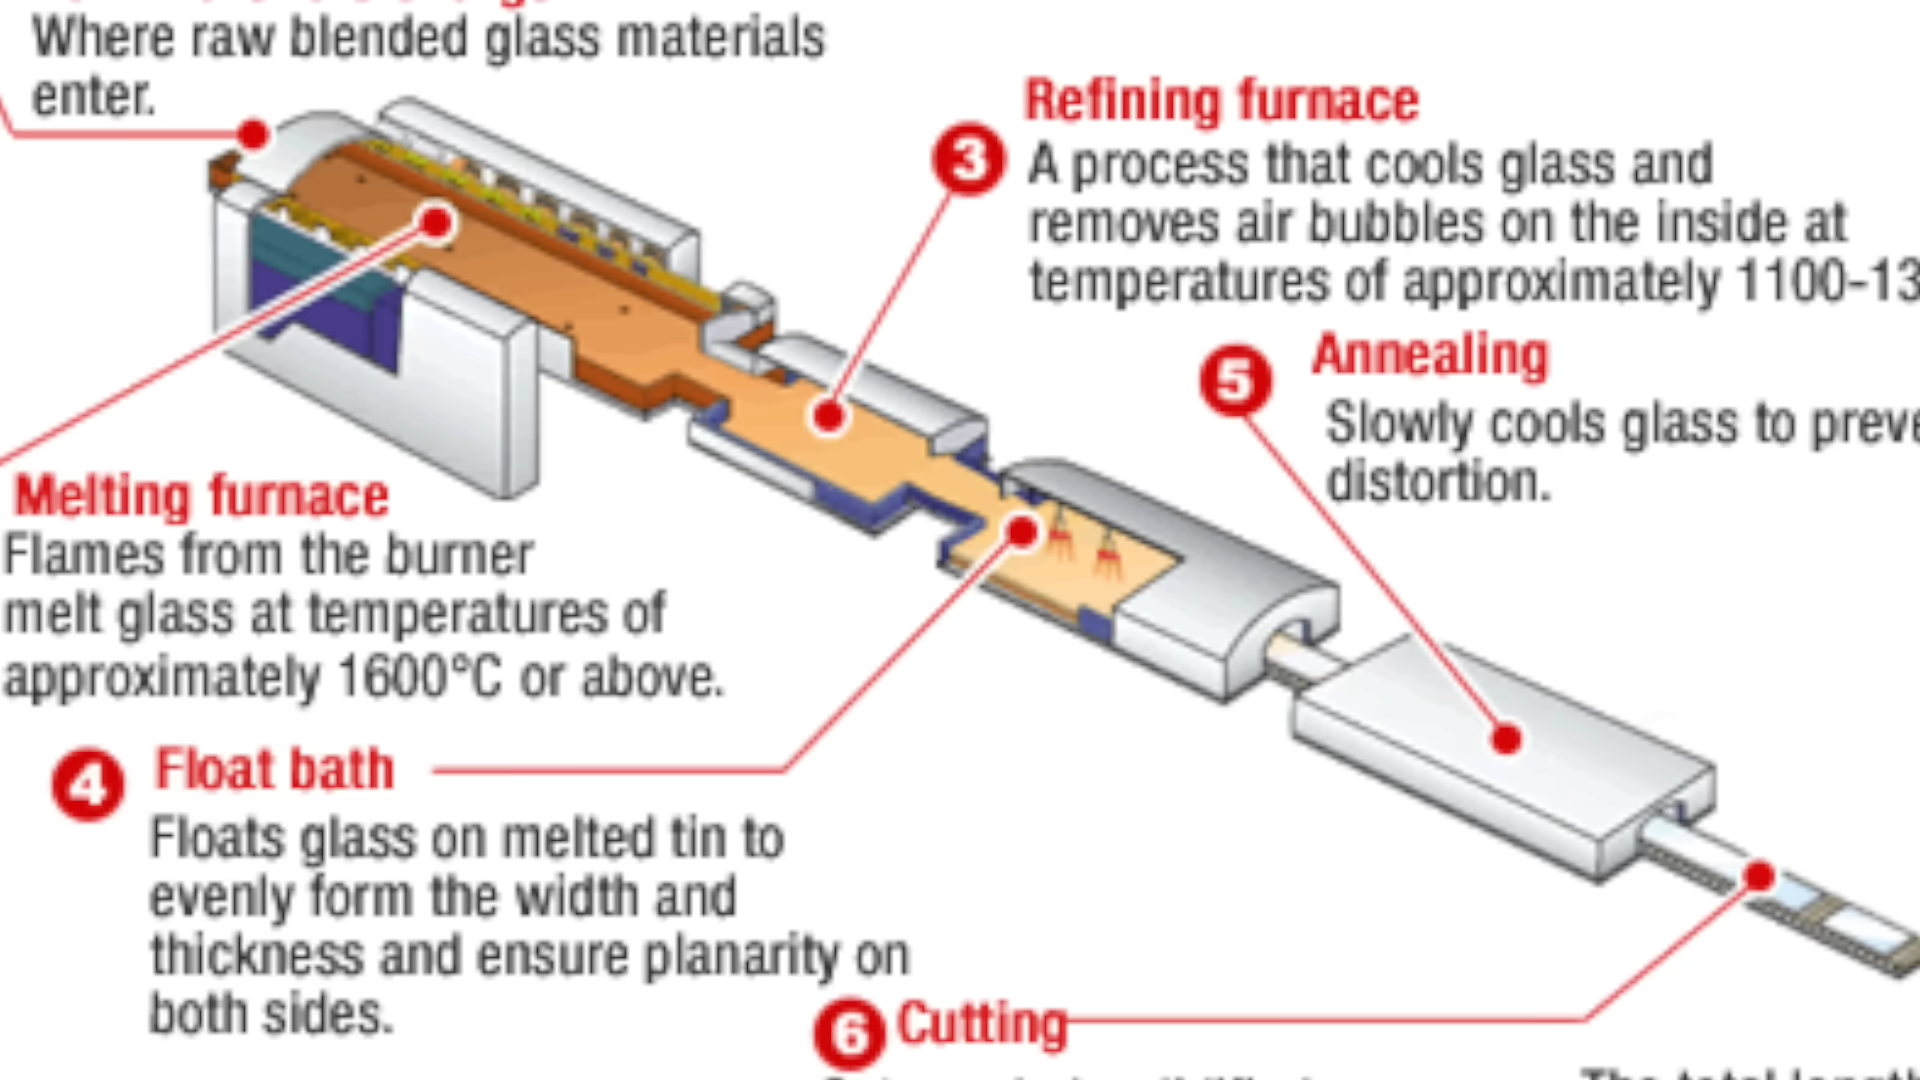 Where raw blended glass materials
enter.
Melting furnace
Flames from the burner
melt glass at temperatures of
approximately 1600°C or above.
3 Refining furnace
A process that cools glass and
removes air bubbles on the inside at
temperatures of approximately 1100-13
4 Float bath
Floats glass on melted tin to
evenly form the width and
thickness and ensure planarity on
both sides.
5 Annealing
Slowly cools glass to preve
distortion.
6 Cutting
The total length